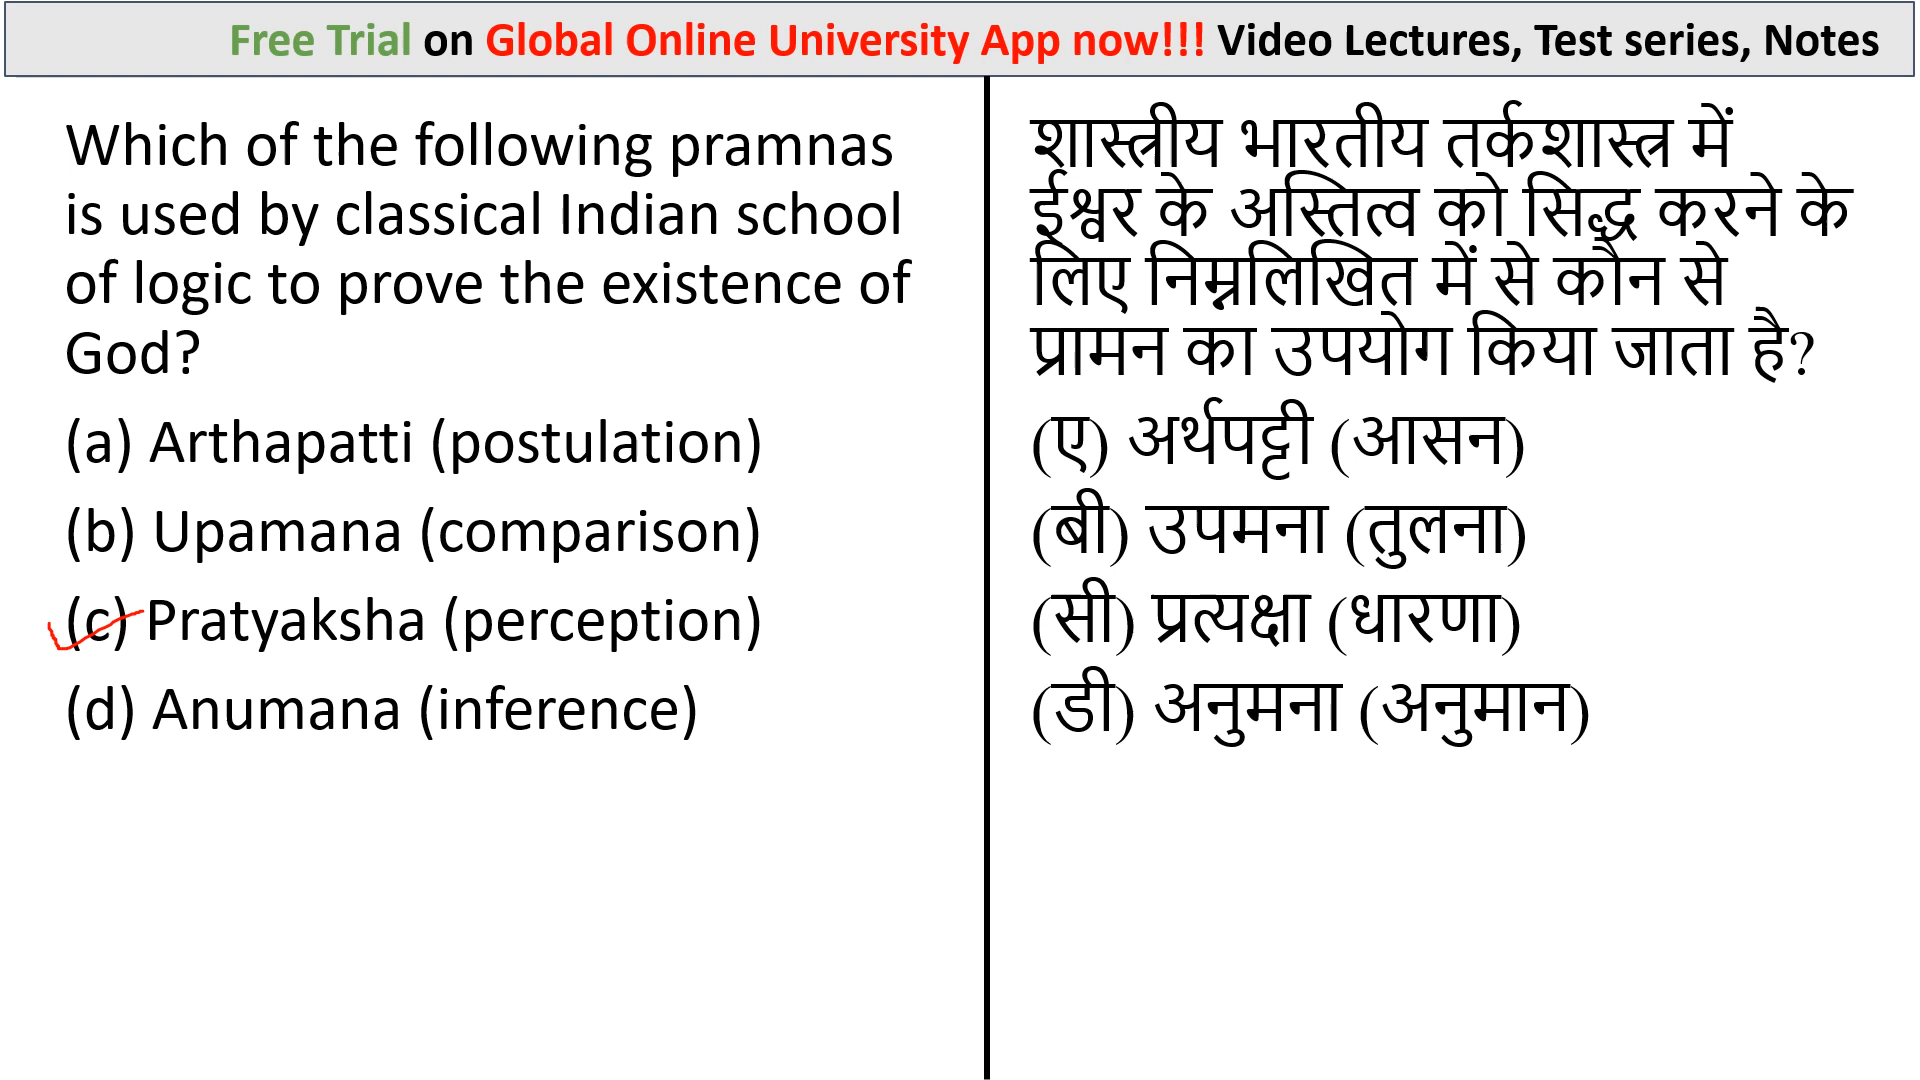 Free Trial on Global Online University App now!!! Video Lectures, Test series, Notes
Which of the following pramnas
is used by classical Indian school
of logic to prove the existence of
God?
(a) Arthapatti (postulation)
(b) Upamana (comparison)
(c) Pratyaksha (perception)
(d) Anumana (inference)
शास्त्रीय भारतीय तर्कशास्त्र में
ईश्वर के अस्तित्व को सिद्ध करने के
लिए निम्नलिखित में से कौन से
प्रामन का उपयोग किया जाता है?
(ए) अर्थपट्टी (आसन)
(बी) उपमना (तुलना)
(सी) प्रत्यक्षा (धारणा)
(डी) अनुमना (अनुमान)